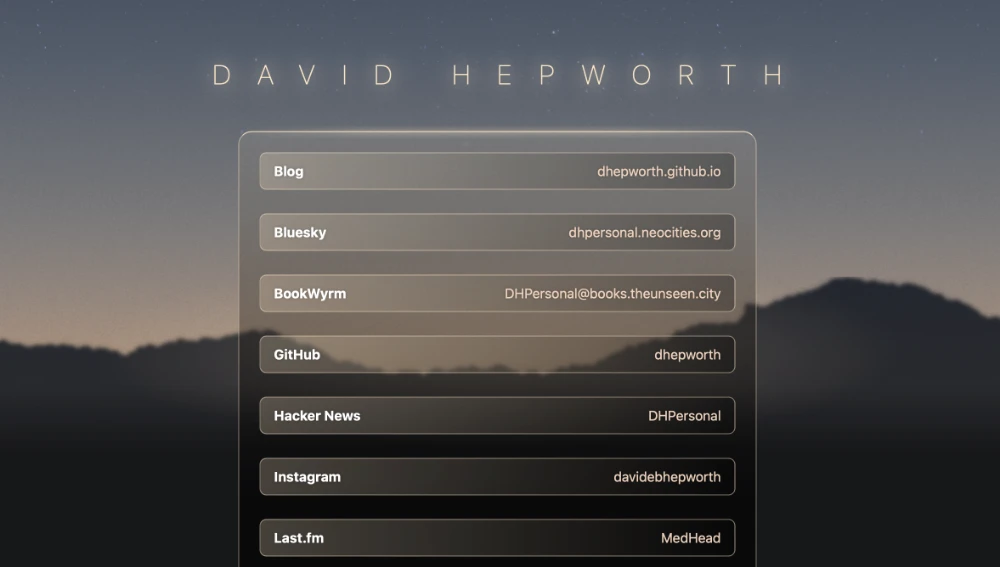 DAVID HEPWORTH
Blog dhepworth.github.io
Bluesky dhpersonal.neocities.org
BookWyrm DHPersonal@books.theunseen.city
GitHub dhepworth
Hacker News DHPersonal
Instagram davidebhepworth
Last.fm MedHead